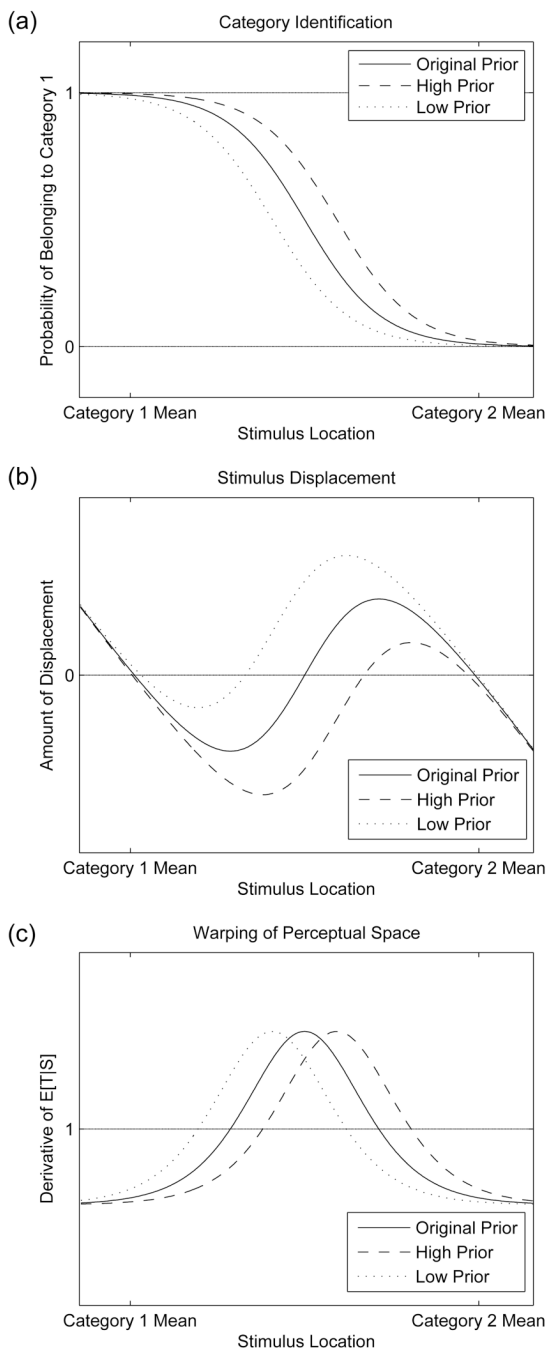 (a)
Category Identification
Original Prior
High Prior
Low Prior
1
0
Probability of Belonging to Category 1
Category 1 Mean
Category 2 Mean
Stimulus Location
(b)
Stimulus Displacement
0
Amount of Displacement
Original Prior
High Prior
Low Prior
Category 1 Mean
Category 2 Mean
Stimulus Location
(c)
Warping of Perceptual Space
1
Derivative of E[T|S]
Original Prior
High Prior
Low Prior
Category 1 Mean
Category 2 Mean
Stimulus Location